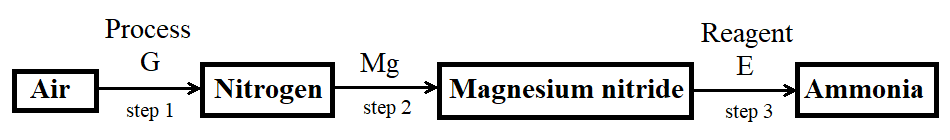 Process
G
Mg
Reagent
E
Air
Nitrogen
Magnesium nitride
Ammonia
step 1
step 2
step 3